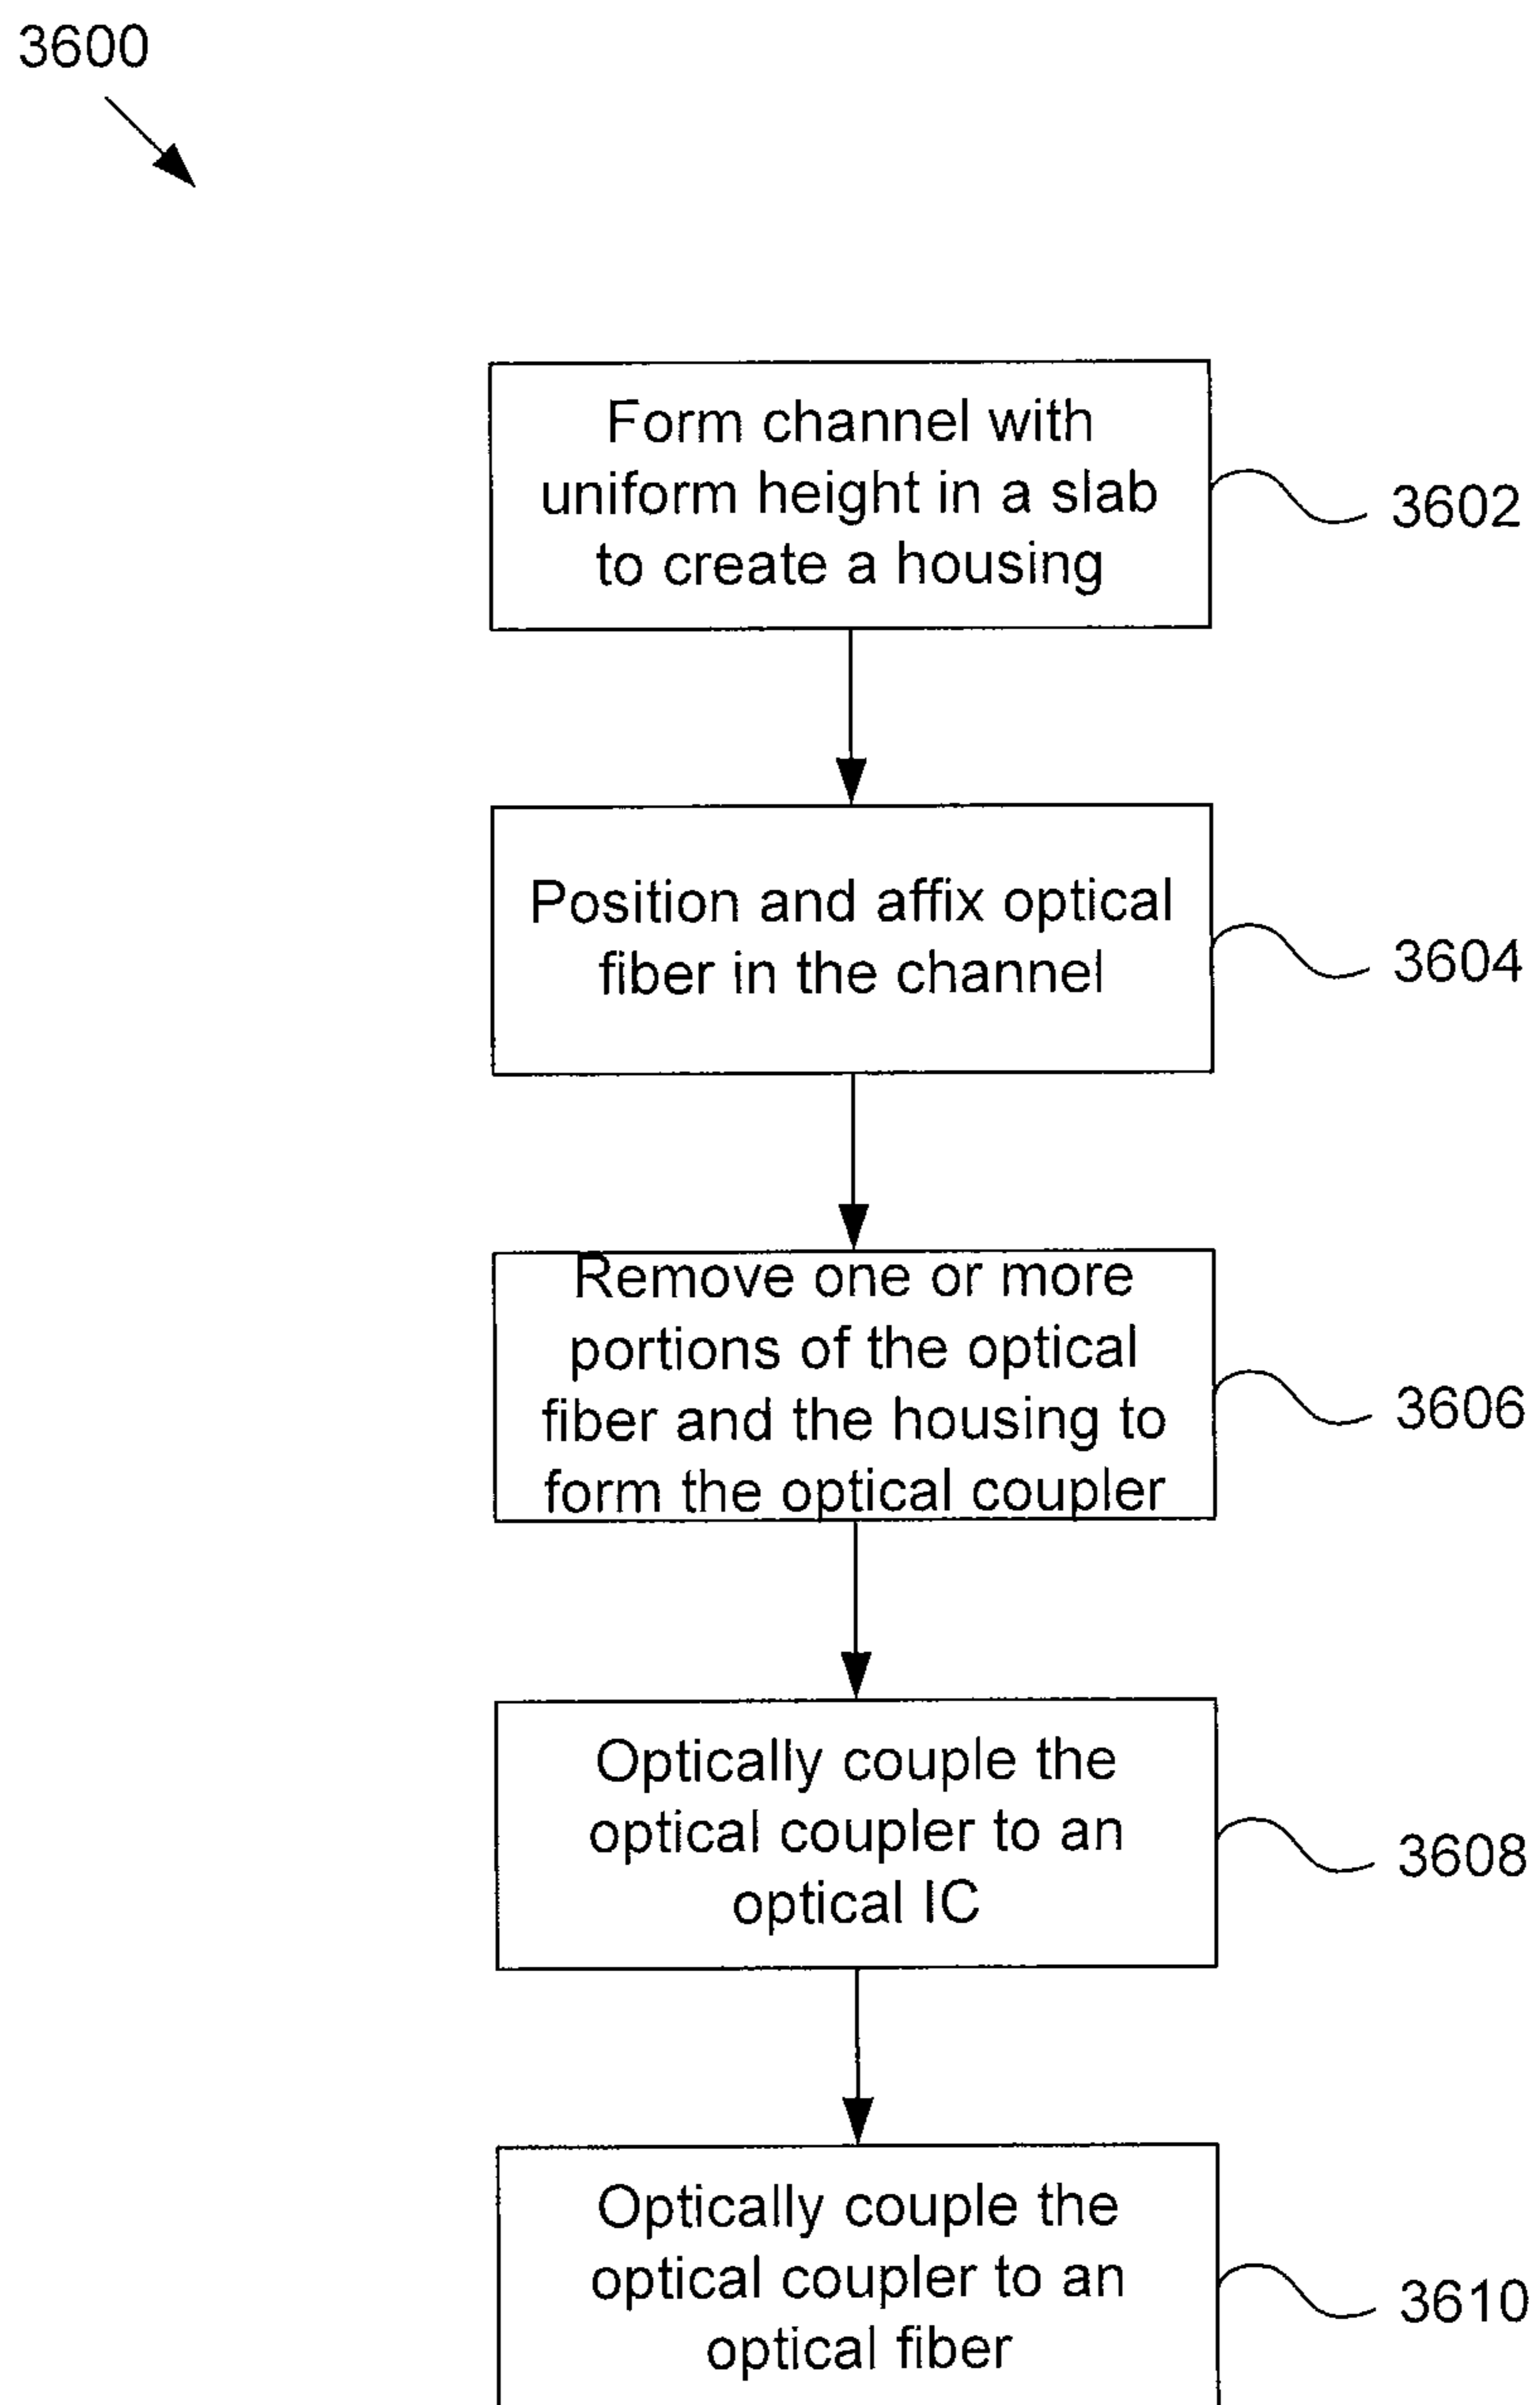 3600
Form channel with
uniform height in a slab
to create a housing
3602
Position and affix optical
fiber in the channel
3604
Remove one or more
portions of the optical
fiber and the housing to
form the optical coupler
3606
Optically couple the
optical coupler to an
optical IC
3608
Optically couple the
optical coupler to an
optical fiber
3610